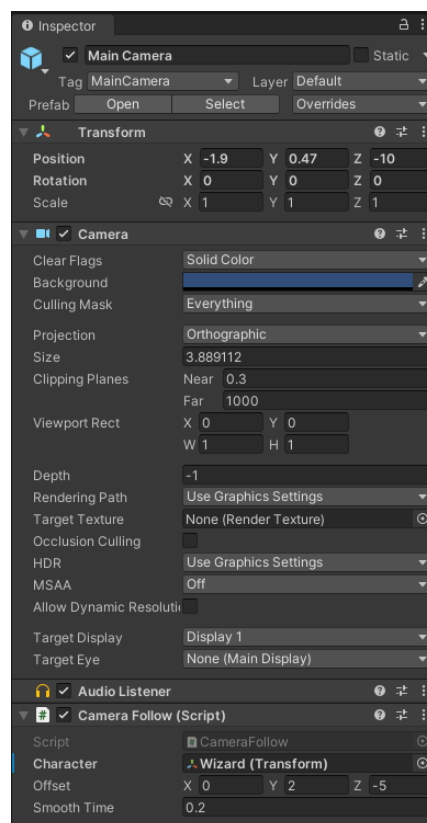 Inspector
Main Camera Static
Tag MainCamera Layer Default
Prefab Open Select Overrides
Transform
Position X -1.9 Y 0.47 Z -10
Rotation X 0 Y 0 Z 0
Scale X 1 Y 1 Z 1
Camera
Clear Flags Solid Color
Background
Culling Mask Everything
Projection Orthographic
Size 3.889112
Clipping Planes Near 0.3
Far 1000
Viewport Rect X 0 Y 0
W 1 H 1
Depth -1
Rendering Path Use Graphics Settings
Target Texture None (Render Texture)
Occlusion Culling
HDR Use Graphics Settings
MSAA Off
Allow Dynamic Resoluti
Target Display Display 1
Target Eye None (Main Display)
Audio Listener
# Camera Follow (Script)
Script CameraFollow
Character Wizard (Transform)
Offset X 0 Y 2 Z -5
Smooth Time 0.2